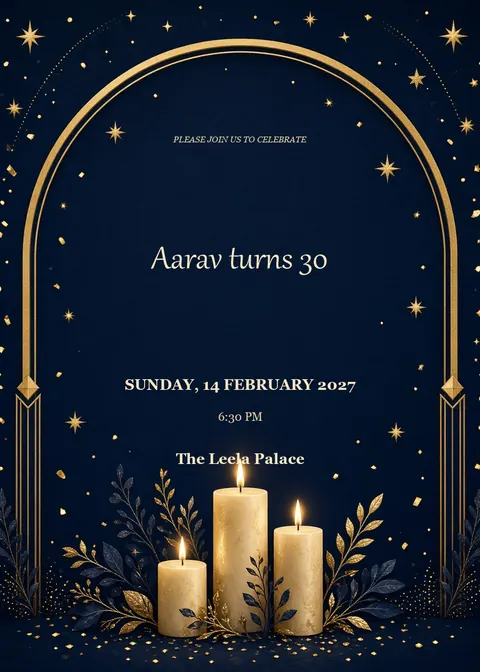 PLEASE JOIN US TO CELEBRATE
Aarav turns 30
SUNDAY, 14 FEBRUARY 2027
6:30 PM
The Leela Palace